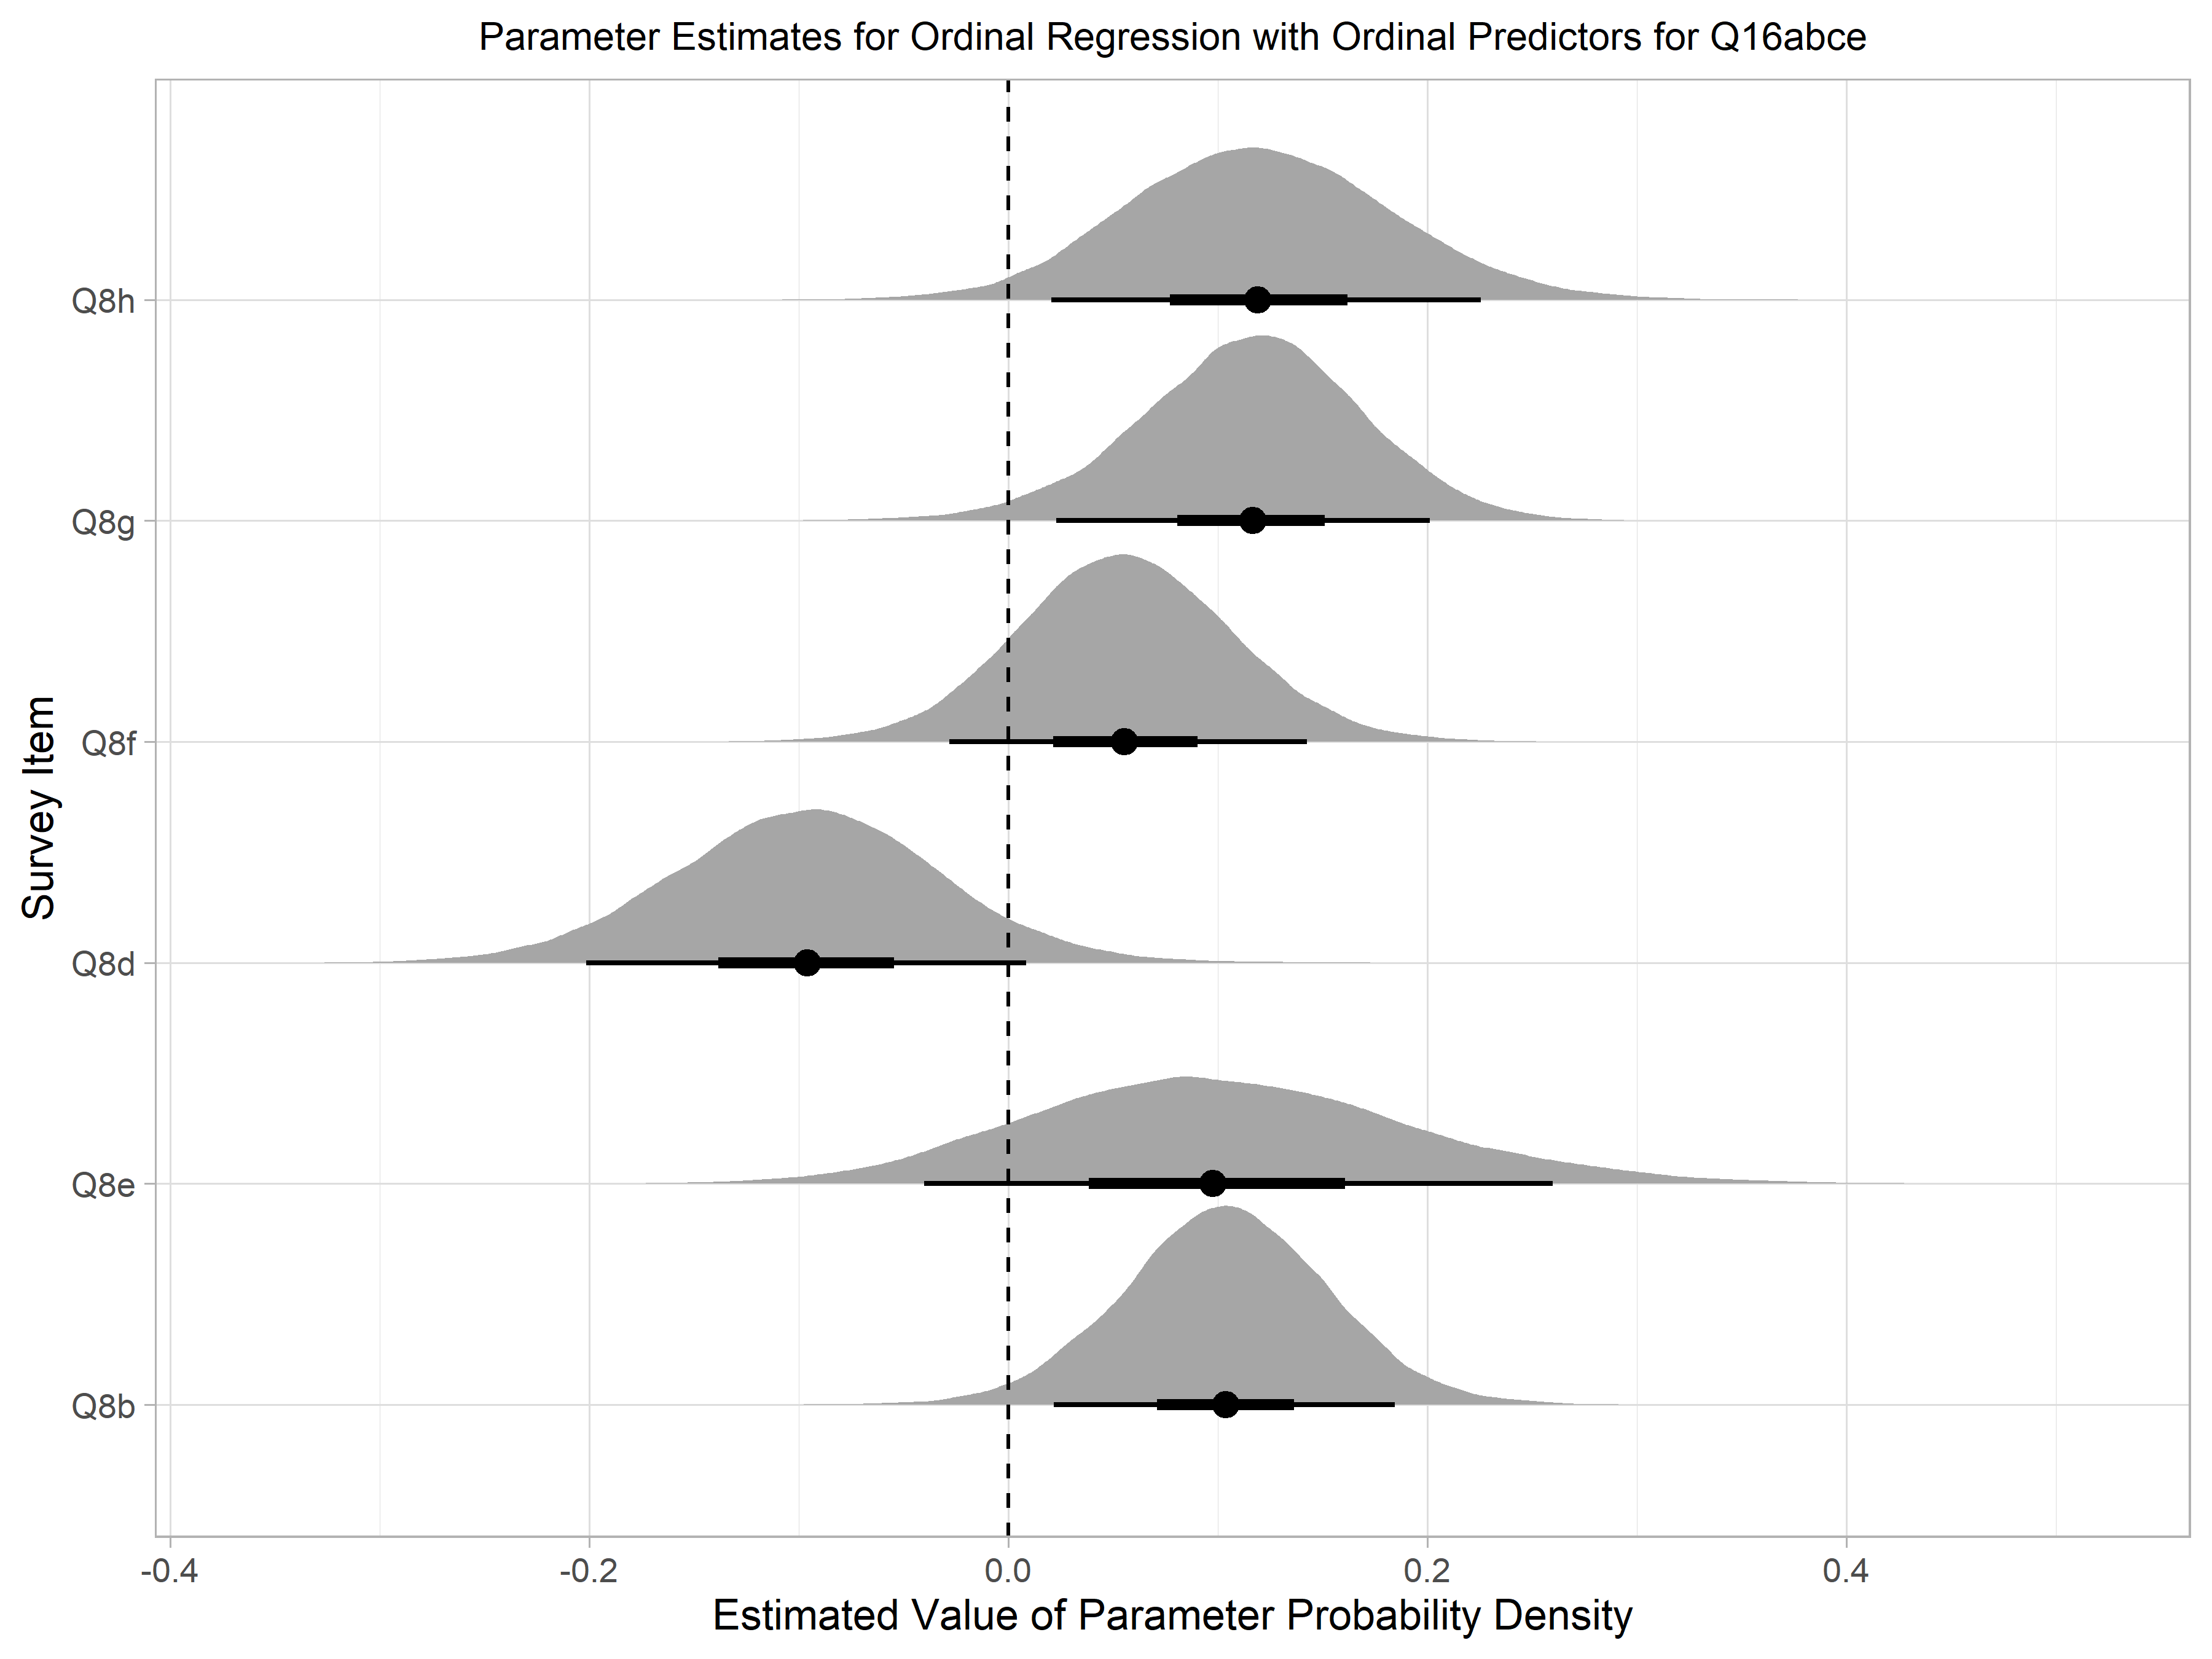 Parameter Estimates for Ordinal Regression with Ordinal Predictors for Q16abce
Survey Item
Q8h
Q8g
Q8f
Q8d
Q8e
Q8b
-0.4 -0.2 0.0 0.2 0.4
Estimated Value of Parameter Probability Density